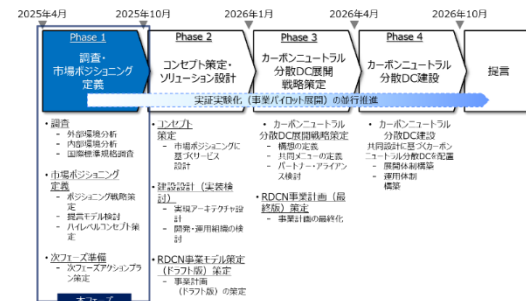 2025年4月
2025年10月
2026年1月
2026年4月
2026年10月
Phase 1
調査・
市場ポジショニング
定義
Phase 2
コンセプト策定・
ソリューション設計
Phase 3
カーボンニュートラル
分散DC展開
戦略策定
Phase 4
カーボンニュートラル
分散DC建設
提言
実証実験化（事業パイロット展開）の並行推進
・調査
－ 外部環境分析
－ 内部環境分析
－ 国際標準規格調査
・市場ポジショニング
定義
－ ポジショニング戦略策
定
－ 提言モデル検討
－ ハイレベルコンセプト策
定
・次フェーズ準備
－ 次フェーズアクションプラ
ン策定
本フェーズ
・コンセプト
策定
－ 市場ポジショニングに
基づくサービス
設計
・建設設計（実装検
討）
－ 実現アーキテクチャ設
計
－ 開発・運用組織の検
討
・RDCN事業モデル策定
（ドラフト版）策定
－ 事業計画
（ドラフト版）の策定
・カーボンニュートラル
分散DC展開戦略策定
－ 構想の定義
－ 共同メニューの定義
－ パートナー・アライアン
ス検討
・RDCN事業計画（最
終版）策定
－ 事業計画の最終化
・カーボンニュートラル
分散DC建設
共同設計に基づくカーボン
ニュートラル分散DCを配置
－ 展開体制構築
－ 運用体制
構築